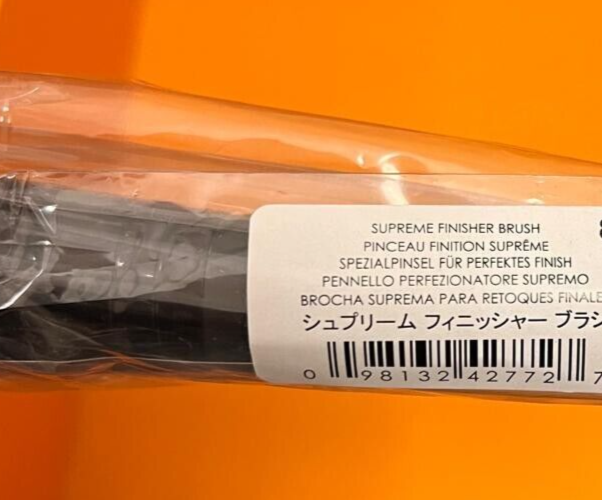 SUPREME FINISHER BRUSH
PINCEAU FINITION SUPRÊME
SPEZIALPINSEL FÜR PERFEKTES FINISH
PENNELLO PERFEZIONATORE SUPREMO
BROCHA SUPREMA PARA RETOQUES FINALE
シュプリーム フィニッシャー ブラシ
0 98132 42772 7